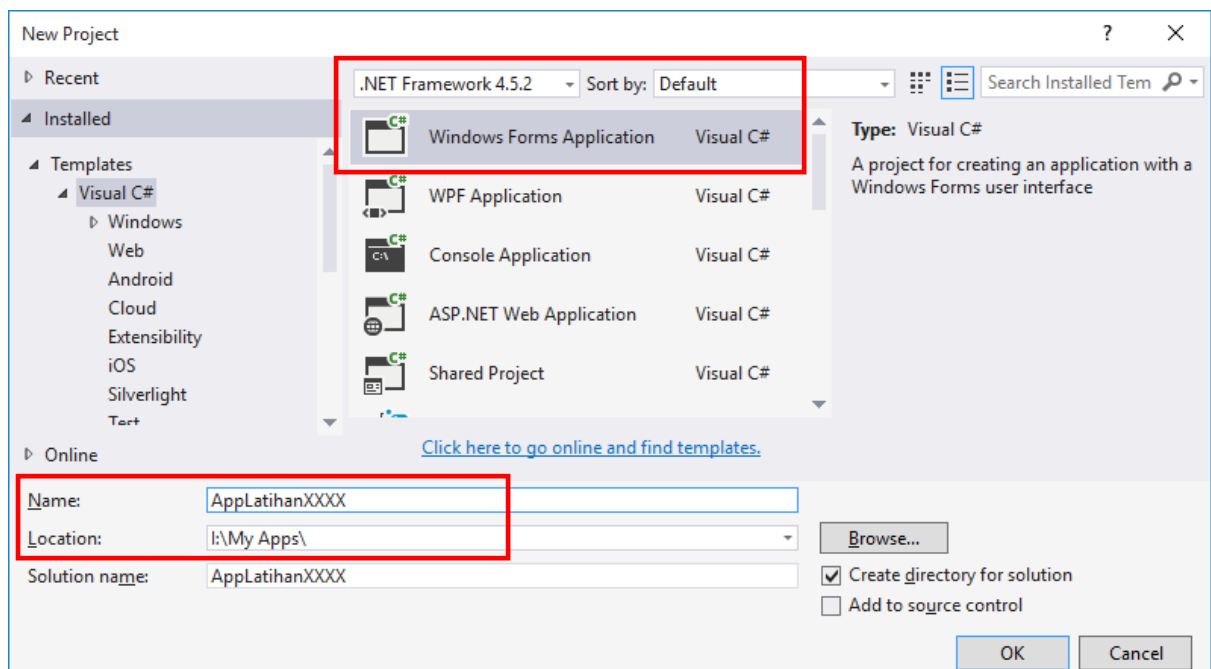 New Project
?
Recent
.NET Framework 4.5.2 Sort by: Default
Search Installed Tem
Installed
Templates
Visual C#
Windows
Web
Android
Cloud
Extensibility
iOS
Silverlight
Test
Online
C# Windows Forms Application Visual C#
C# WPF Application Visual C#
C# C:\ Console Application Visual C#
C# ASP.NET Web Application Visual C#
C# Shared Project Visual C#
Click here to go online and find templates.
Type: Visual C#
A project for creating an application with a
Windows Forms user interface
Name: AppLatihanXXXX
Location: I:\My Apps\
Browse...
Solution name: AppLatihanXXXX
Create directory for solution
Add to source control
OK Cancel